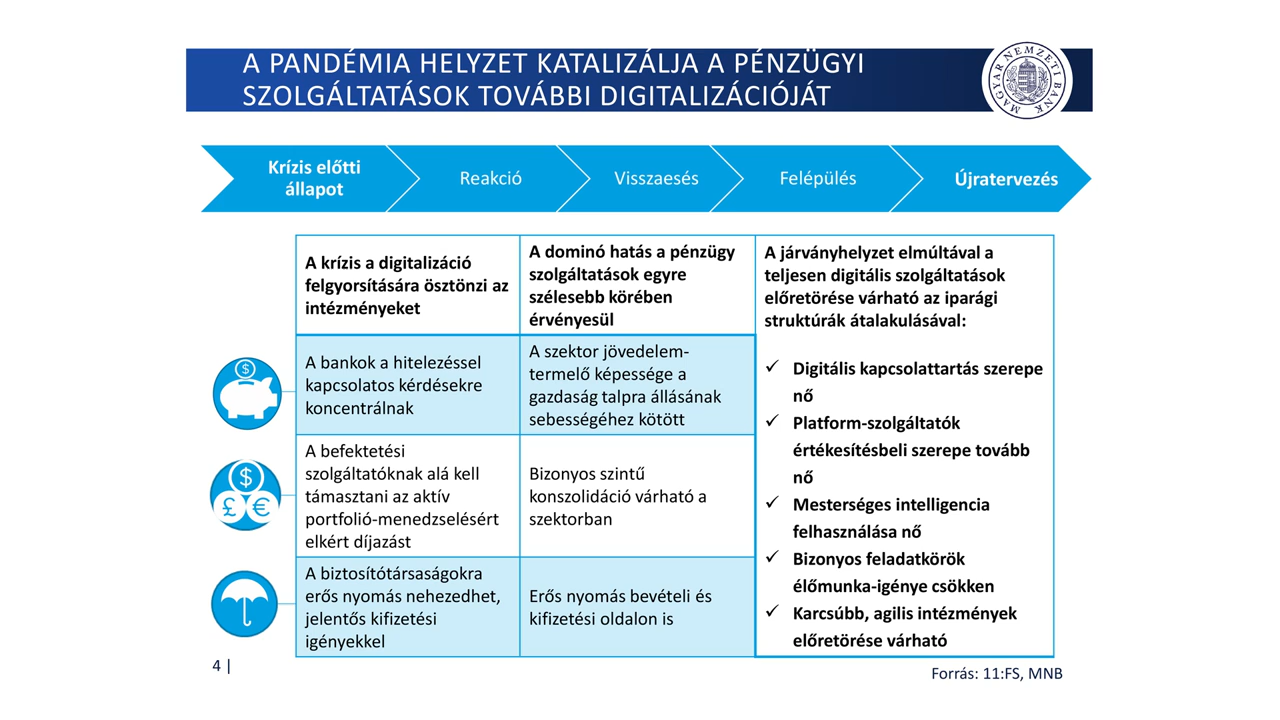 A PANDÉMIA HELYZET KATALIZÁLJA A PÉNZÜGYI
SZOLGÁLTATÁSOK TOVÁBBI DIGITALIZÁCIÓJÁT
MAGYAR NEMZETI BANK
Krízis előtti
állapot
Reakció
Visszaesés
Felépülés
Újratervezés
A krízis a digitalizáció
felgyorsítására ösztönzi az
intézményeket
A dominó hatás a pénzügy
szolgáltatások egyre
szélesebb körében
érvényesül
A járványhelyzet elmúltával a
teljesen digitális szolgáltatások
előretörése várható az iparági
struktúrák átalakulásával:
$
A bankok a hitelezéssel
kapcsolatos kérdésekre
koncentrálnak
A szektor jövedelem-
termelő képessége a
gazdaság talpra állásának
sebességéhez kötött
$
£ €
A befektetési
szolgáltatóknak alá kell
támasztani az aktív
portfolió-menedzselésért
elkért díjazást
Bizonyos szintű
konszolidáció várható a
szektorban
A biztosítótársaságokra
erős nyomás nehezedhet,
jelentős kifizetési
igényekkel
Erős nyomás bevételi és
kifizetési oldalon is
✓ Digitális kapcsolattartás szerepe
nő
✓ Platform-szolgáltatók
értékesítésbeli szerepe tovább
nő
✓ Mesterséges intelligencia
felhasználása nő
✓ Bizonyos feladatkörök
élőmunka-igénye csökken
✓ Karcsúbb, agilis intézmények
előretörése várható
4 |
Forrás: 11:FS, MNB